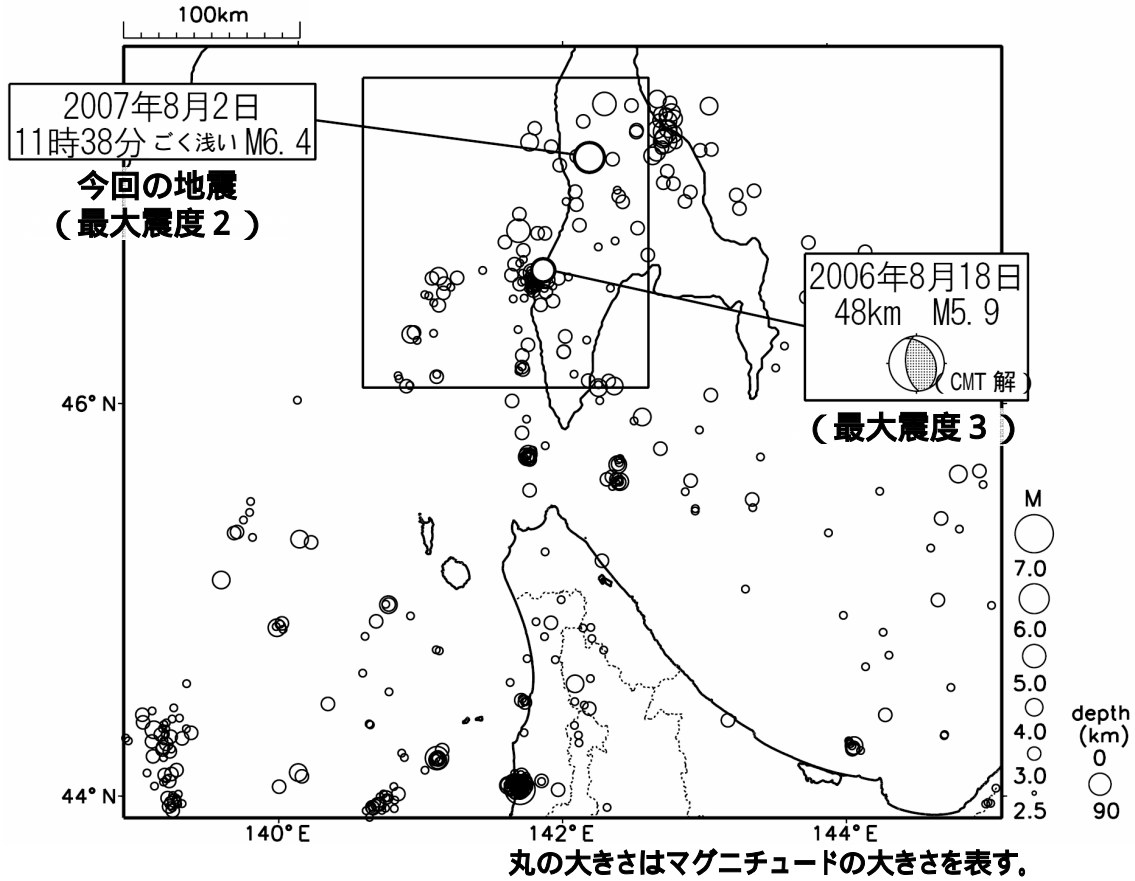 100km
2007年8月2日
11時38分 ごく浅い M6.4
今回の地震
(最大震度2)
2006年8月18日
48km M5.9
(CMT 解)
(最大震度3)
46°N
44°N
140°E
142°E
144°E
M
7.0
6.0
5.0
4.0
3.0
2.5
depth
(km)
0
90
丸の大きさはマグニチュードの大きさを表す。